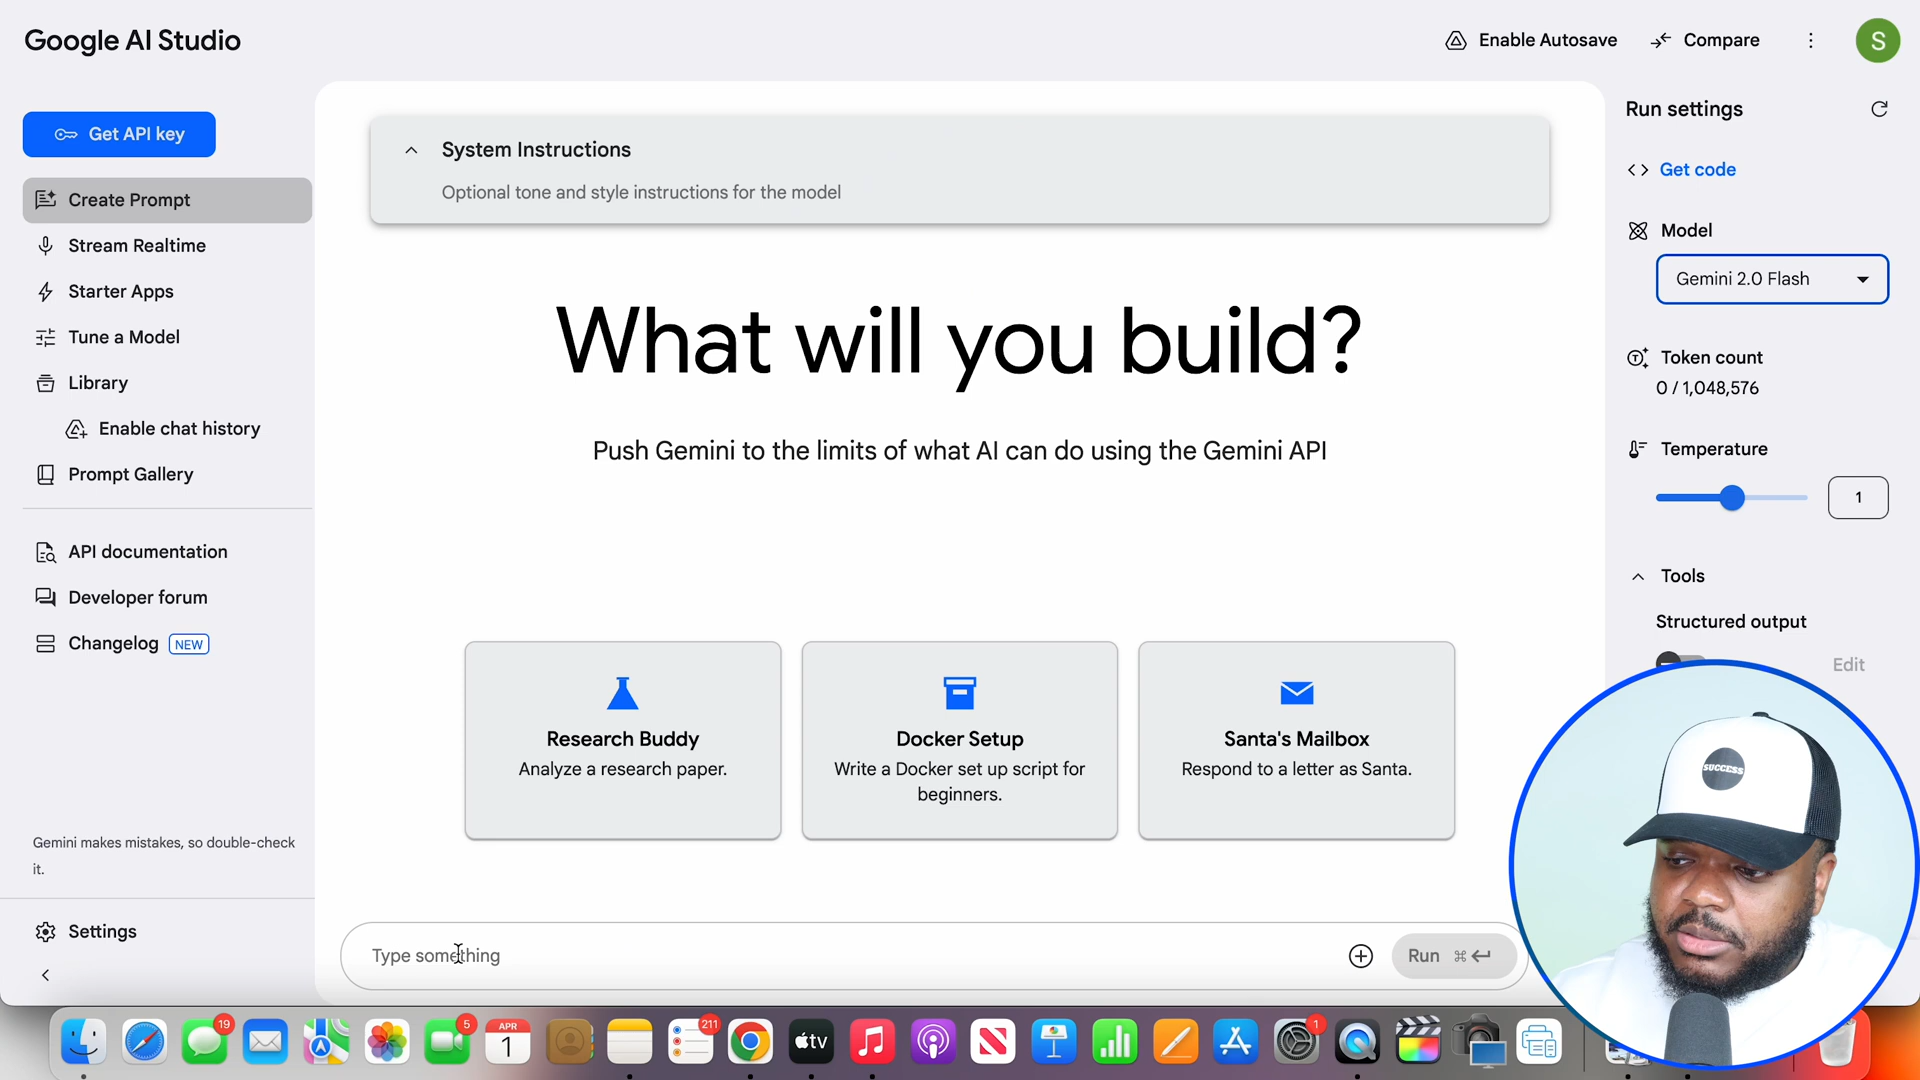 Google AI Studio
Enable Autosave
Compare
S
Get API key
Create Prompt
Stream Realtime
Starter Apps
Tune a Model
Library
Enable chat history
Prompt Gallery
API documentation
Developer forum
Changelog NEW
Gemini makes mistakes, so double-check
it.
Settings
System Instructions
Optional tone and style instructions for the model
What will you build?
Push Gemini to the limits of what AI can do using the Gemini API
Research Buddy
Analyze a research paper.
Docker Setup
Write a Docker set up script for
beginners.
Santa's Mailbox
Respond to a letter as Santa.
Type something
Run ⌘
Run settings
Get code
Model
Gemini 2.0 Flash
Token count
0 / 1,048,576
Temperature
1
Tools
Structured output
Edit
SUCCESS
19
5
APR
1
211
tv
1